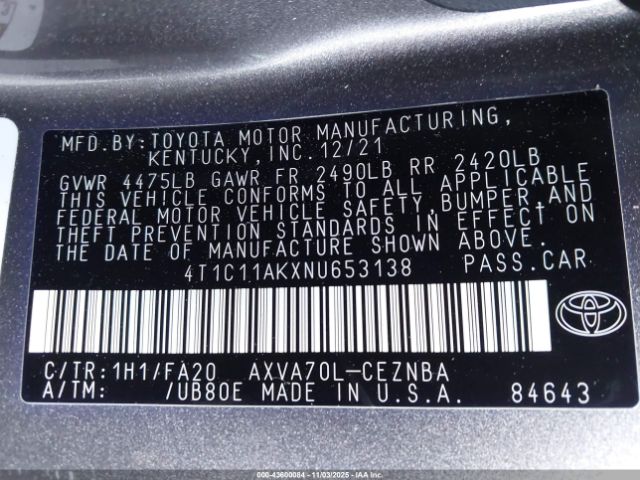 MFD.BY:TOYOTA MOTOR MANUFACTURING,
KENTUCKY,INC.12/21
GVWR 4475LB GAWR FR 2490LB RR 2420LB
THIS VEHICLE CONFORMS TO ALL APPLICABLE
FEDERAL MOTOR VEHICLE SAFETY,BUMPER,AND
THEFT PREVENTION STANDARDS IN EFFECT ON
THE DATE OF MANUFACTURE SHOWN ABOVE.
4T1C11AKXNU653138 PASS.CAR
C/TR:1H1/FA20 AXVA70L-CEZNBA
A/TM: /UB80E MADE IN U.S.A. 84643
000-43600084 - 11/03/2025 - IAAI.COM